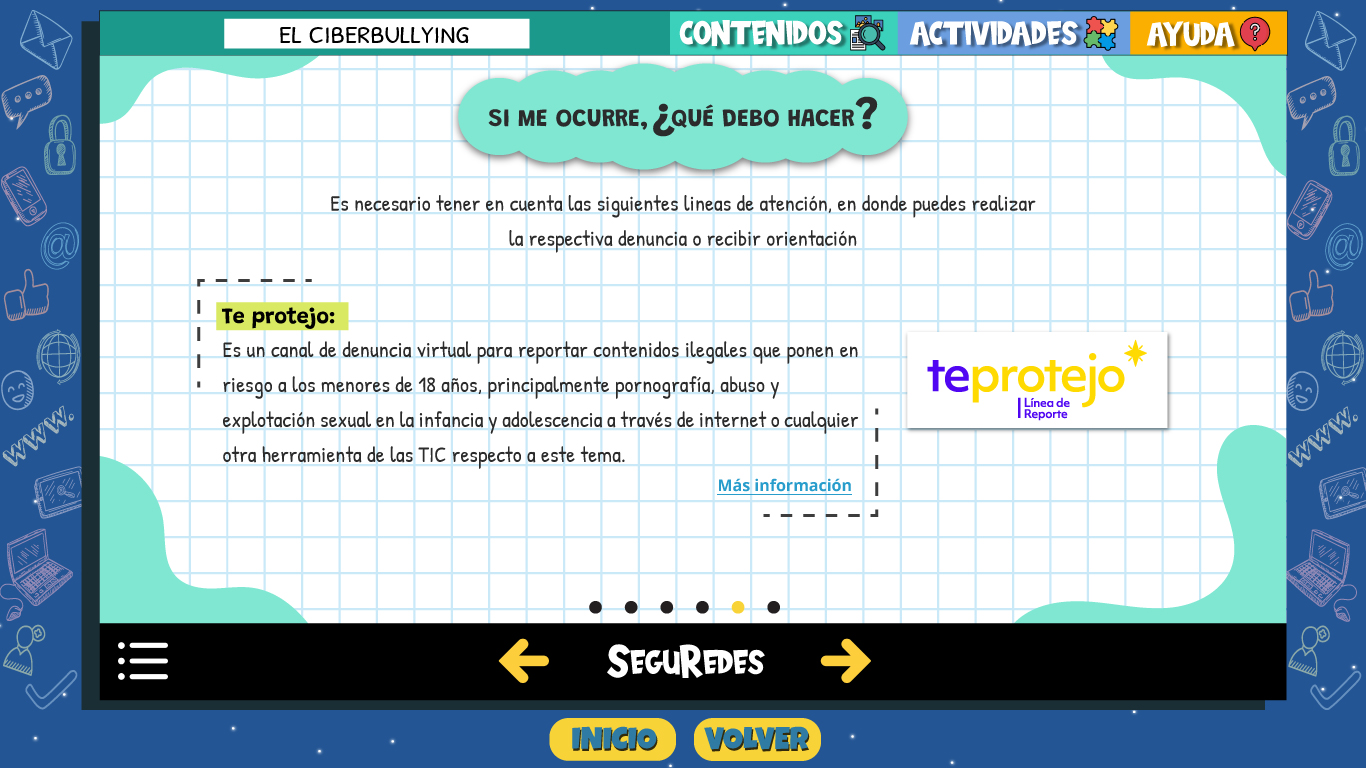 EL CIBERBULLYING
CONTENIDOS
ACTIVIDADES
AYUDA
SI ME OCURRE, ¿QUÉ DEBO HACER?
Es necesario tener en cuenta las siguientes lineas de atención, en donde puedes realizar
la respectiva denuncia o recibir orientación
Te protejo:
Es un canal de denuncia virtual para reportar contenidos ilegales que ponen en
riesgo a los menores de 18 años, principalmente pornografía, abuso y
explotación sexual en la infancia y adolescencia a través de internet o cualquier
otra herramienta de las TIC respecto a este tema.
Más información
teprotejo
Línea de
Reporte
SEGUREDES
INICIO
VOLVER
www.
www.